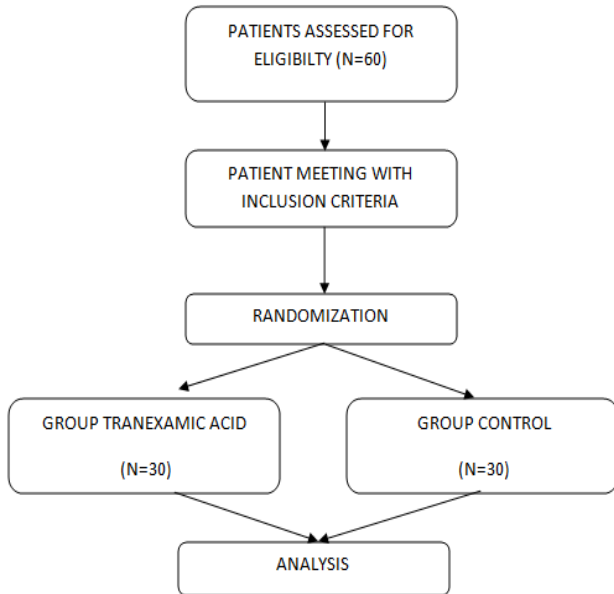 PATIENTS ASSESSED FOR
ELIGIBILTY (N=60)
PATIENT MEETING WITH
INCLUSION CRITERIA
RANDOMIZATION
GROUP TRANEXAMIC ACID
(N=30)
GROUP CONTROL
(N=30)
ANALYSIS